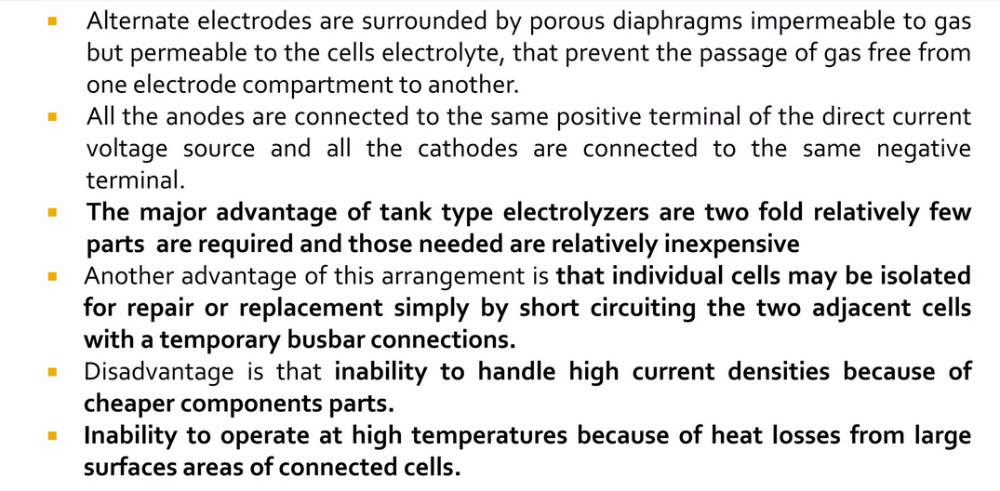 ▪ Alternate electrodes are surrounded by porous diaphragms impermeable to gas
but permeable to the cells electrolyte, that prevent the passage of gas free from
one electrode compartment to another.
▪ All the anodes are connected to the same positive terminal of the direct current
voltage source and all the cathodes are connected to the same negative
terminal.
▪ The major advantage of tank type electrolyzers are two fold relatively few
parts are required and those needed are relatively inexpensive
▪ Another advantage of this arrangement is that individual cells may be isolated
for repair or replacement simply by short circuiting the two adjacent cells
with a temporary busbar connections.
▪ Disadvantage is that inability to handle high current densities because of
cheaper components parts.
▪ Inability to operate at high temperatures because of heat losses from large
surfaces areas of connected cells.